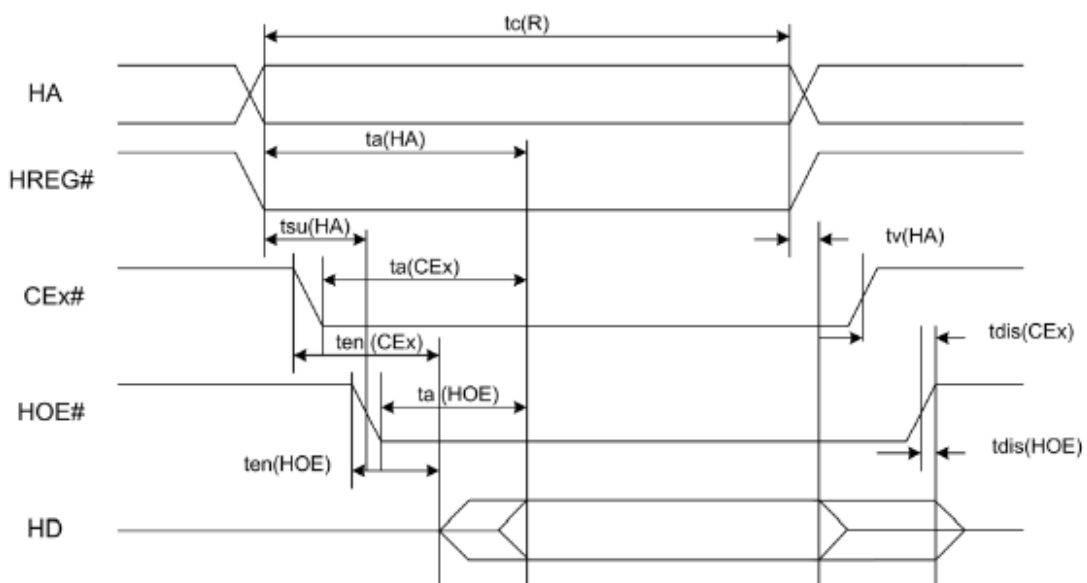 tc(R)
HA
ta(HA)
HREG#
tsu(HA)
tv(HA)
ta(CEx)
CEx#
ten (CEx)
tdis(CEx)
ta (HOE)
HOE#
tdis(HOE)
ten(HOE)
HD